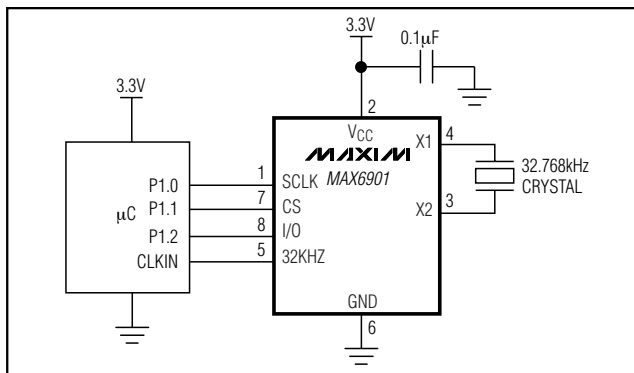 3.3V
0.1μF
3.3V
2
VCC
MAXIM
MAX6901
X1
4
X2
3
32.768kHz
CRYSTAL
μC
P1.0
1
SCLK
P1.1
7
CS
P1.2
8
I/O
CLKIN
5
32KHZ
GND
6